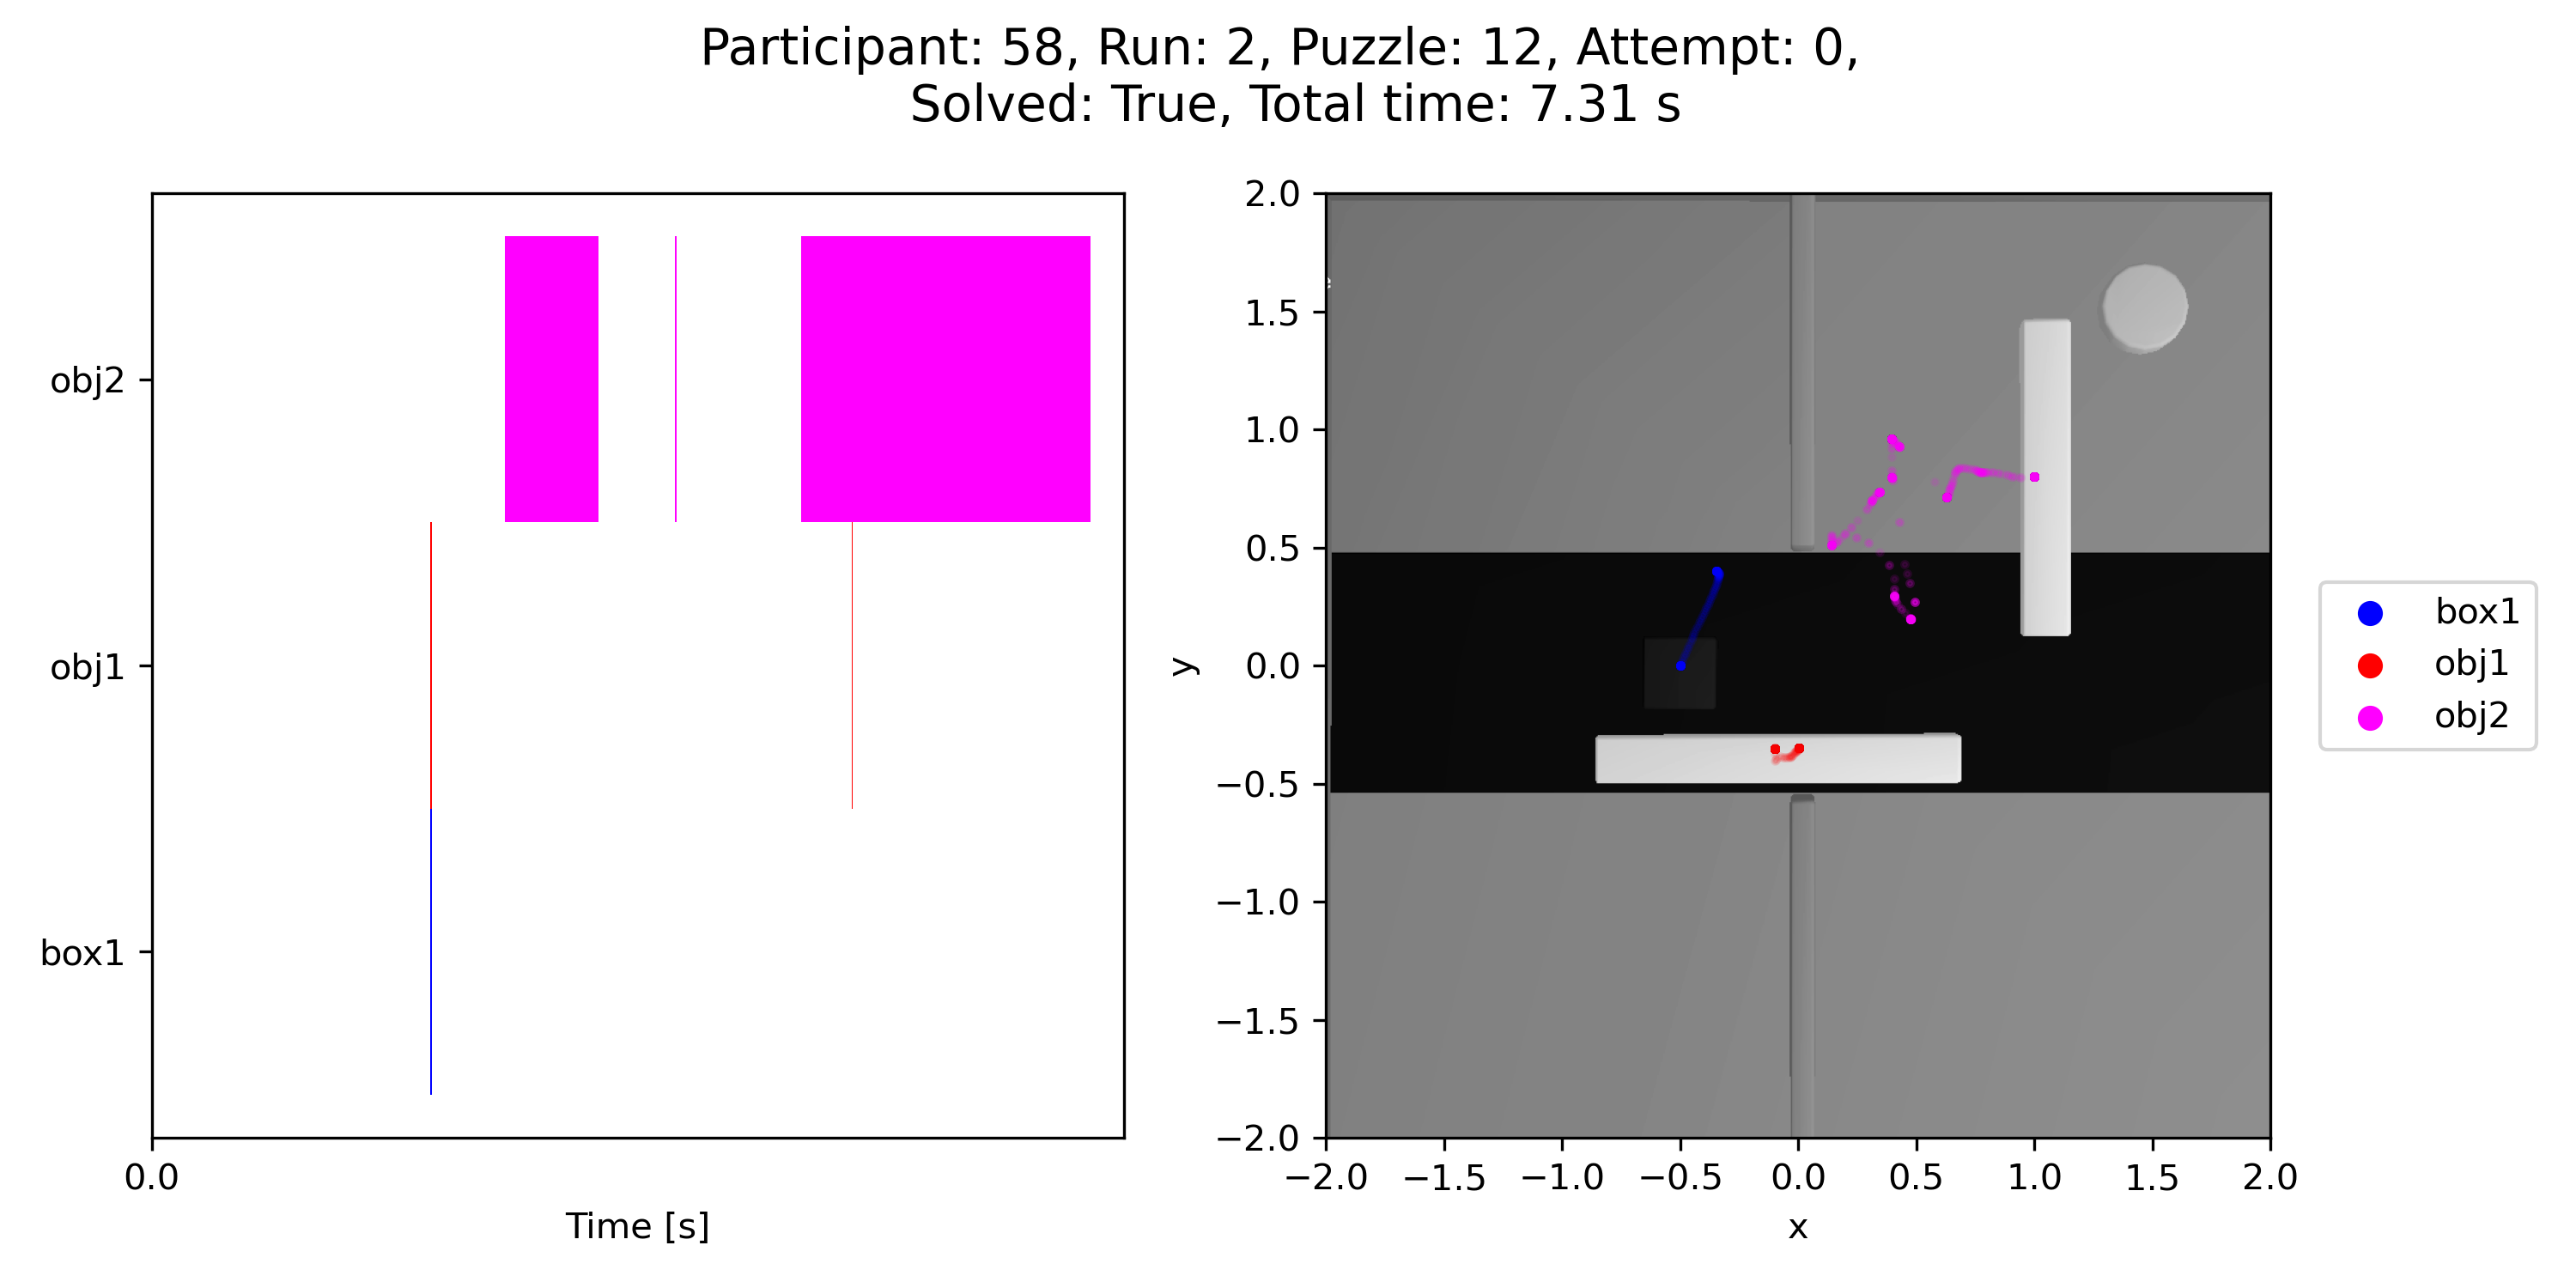 Participant: 58, Run: 2, Puzzle: 12, Attempt: 0,
Solved: True, Total time: 7.31 s
obj2
obj1
box1
0.0
Time [s]
2.0
1.5
1.0
0.5
0.0
−0.5
−1.0
−1.5
−2.0
y
−2.0 −1.5 −1.0 −0.5 0.0 0.5 1.0 1.5 2.0
x
box1
obj1
obj2